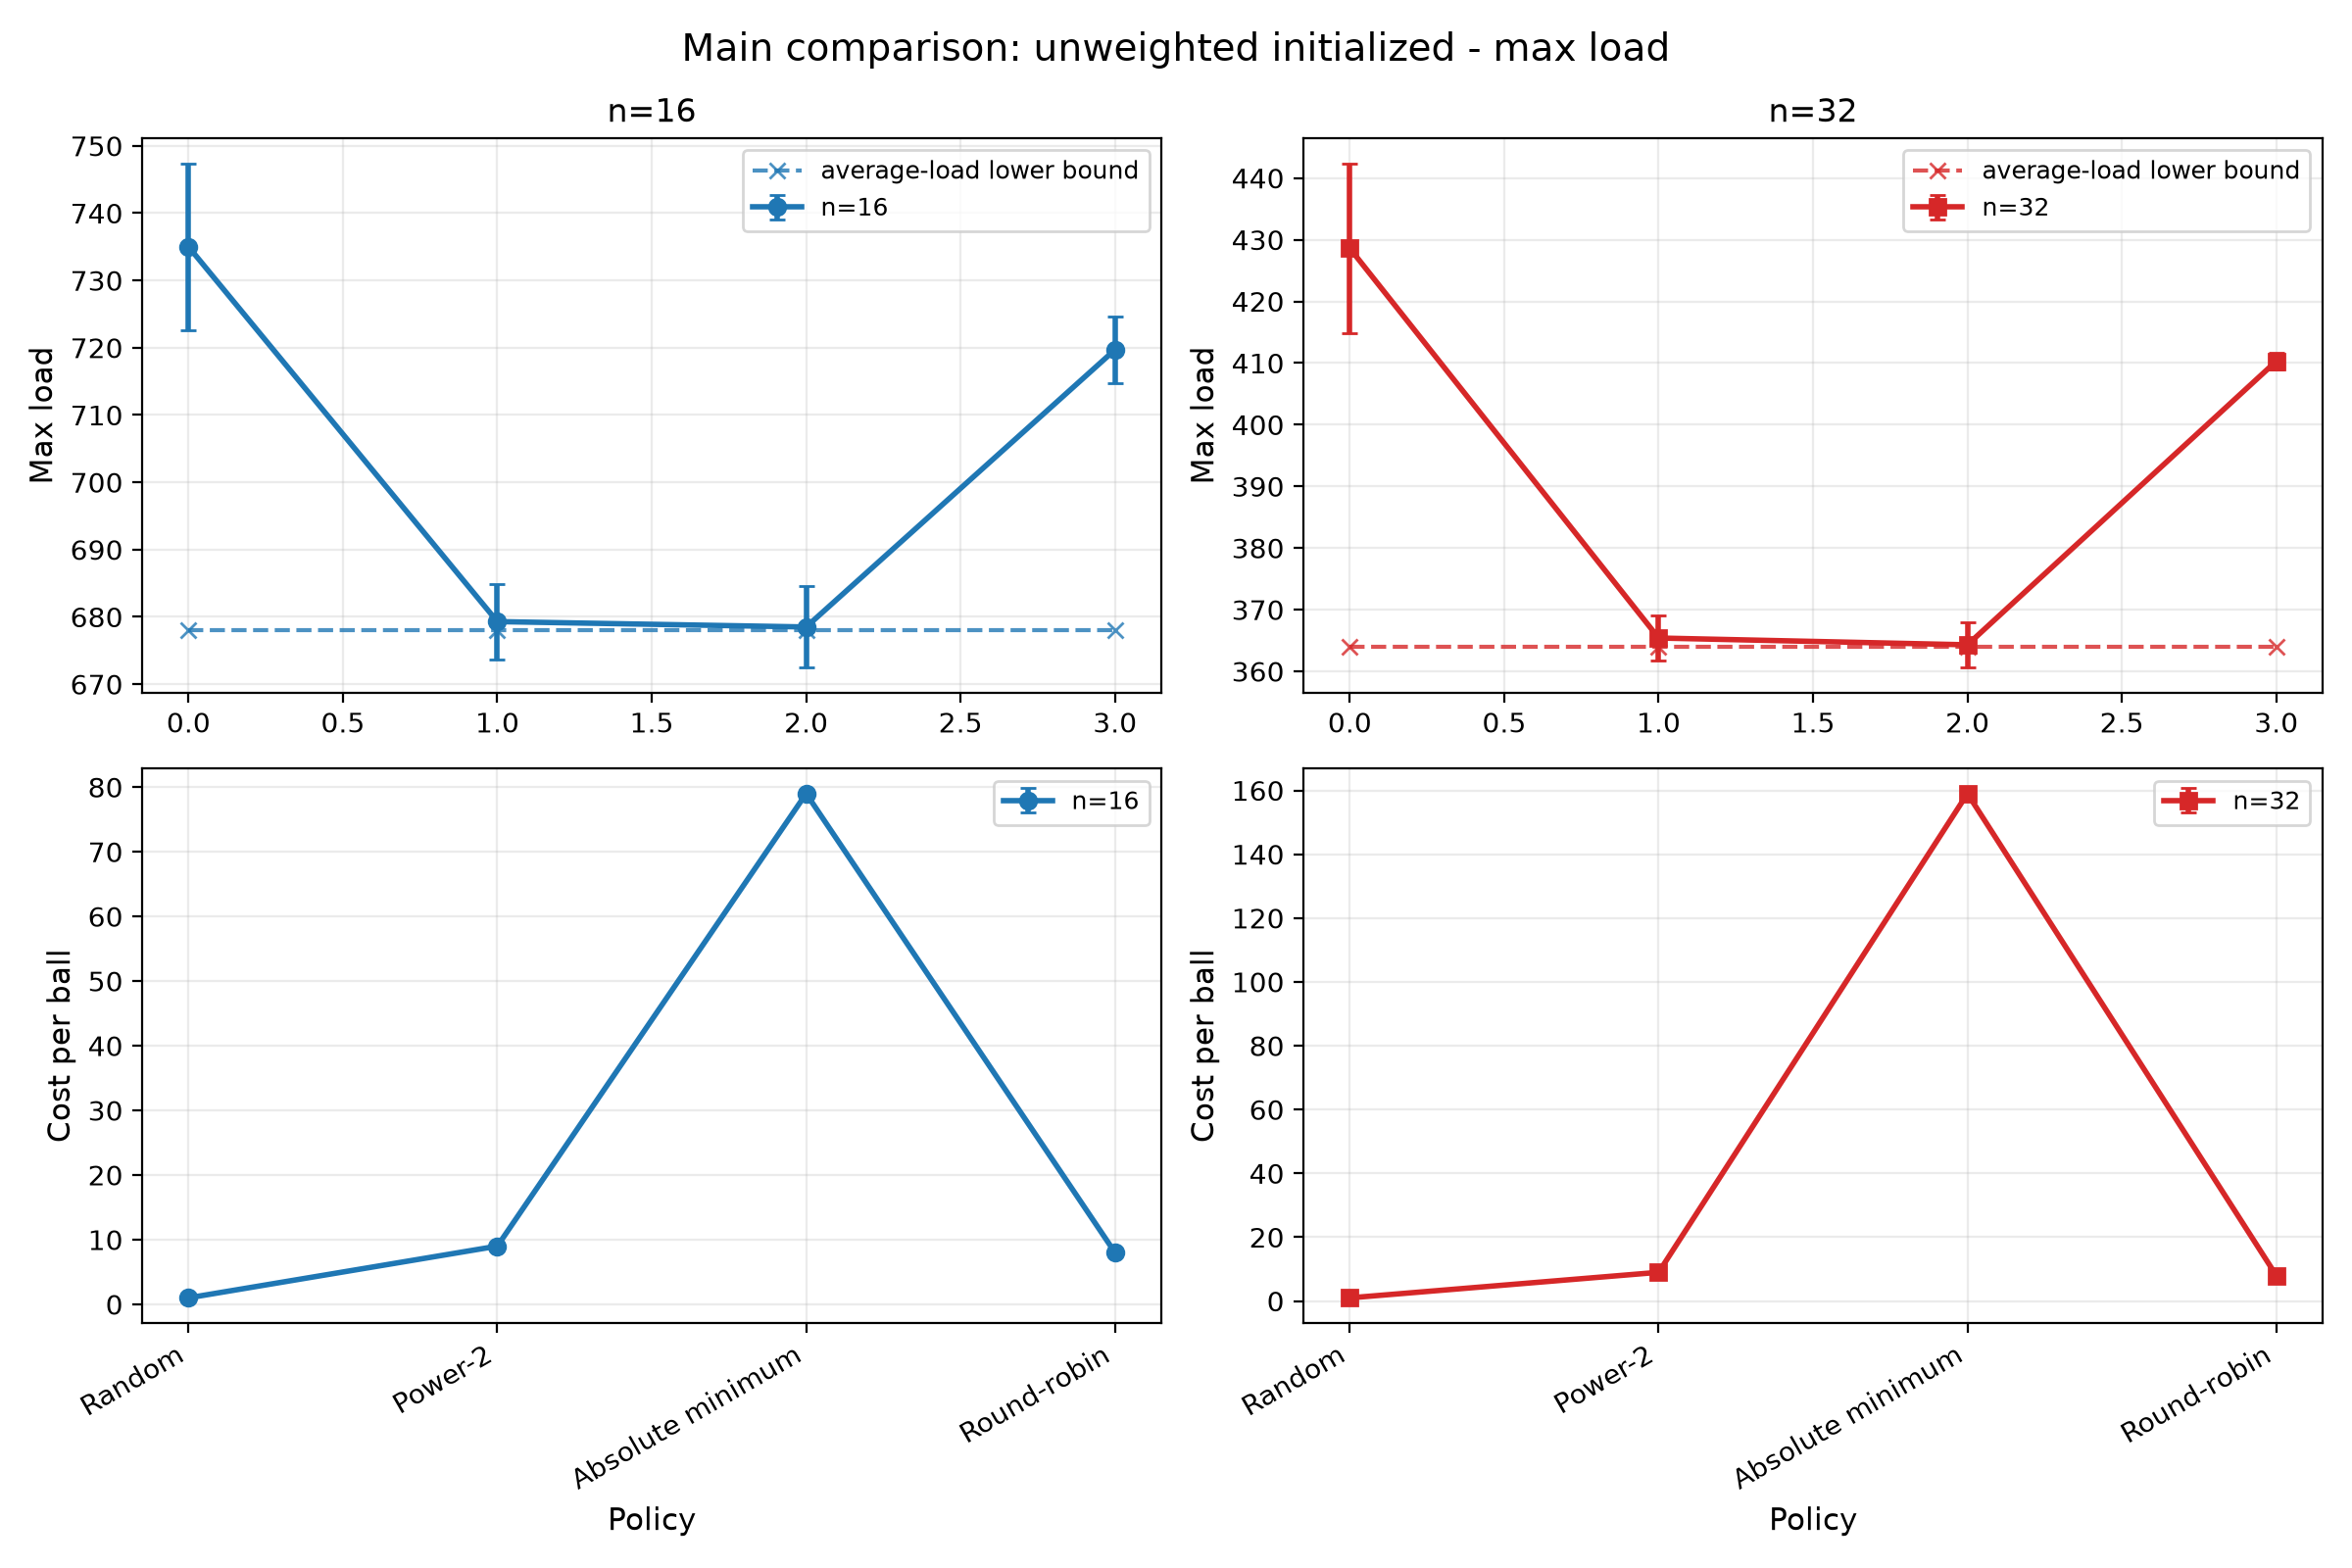 Main comparison: unweighted initialized - max load
n=16
750
740
730
720
710
700
690
680
670
Max load
average-load lower bound
n=16
0.0 0.5 1.0 1.5 2.0 2.5 3.0
n=32
440
430
420
410
400
390
380
370
360
Max load
average-load lower bound
n=32
0.0 0.5 1.0 1.5 2.0 2.5 3.0
80
70
60
50
40
30
20
10
0
Cost per ball
n=16
Random
Power-2
Absolute minimum
Round-robin
Policy
160
140
120
100
80
60
40
20
0
Cost per ball
n=32
Random
Power-2
Absolute minimum
Round-robin
Policy